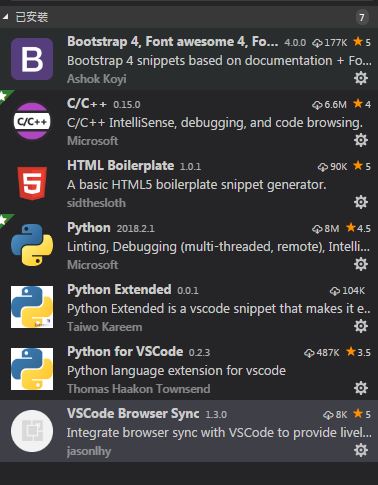 已安装 7
Bootstrap 4, Font awesome 4, Fo... 4.0.0 177K 5
Bootstrap 4 snippets based on documentation + Fo...
Ashok Koyi
C/C++ 0.15.0 6.6M 4
C/C++ IntelliSense, debugging, and code browsing.
Microsoft
HTML Boilerplate 1.0.1 90K 5
A basic HTML5 boilerplate snippet generator.
sidthesloth
Python 2018.2.1 8M 4.5
Linting, Debugging (multi-threaded, remote), Intelli...
Microsoft
Python Extended 0.0.1 104K
Python Extended is a vscode snippet that makes it e...
Taiwo Kareem
Python for VSCode 0.2.3 487K 3.5
Python language extension for vscode
Thomas Haakon Townsend
VSCode Browser Sync 1.3.0 8K 5
Integrate browser sync with VSCode to provide livel...
jasonlhy